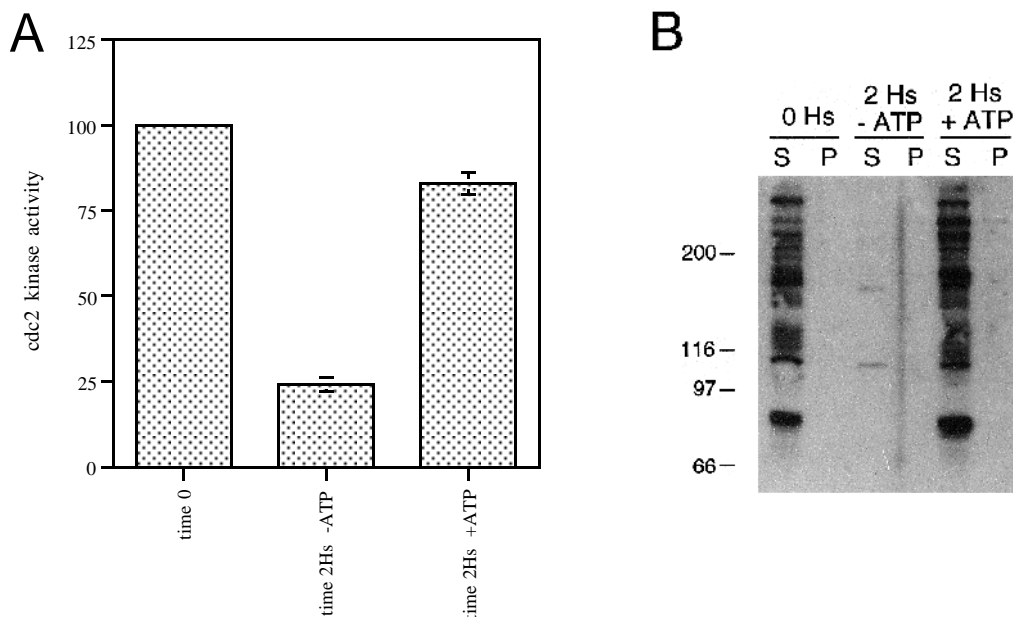 A
125
100
75
50
25
0
cdc2 kinase activity
time 0
time 2Hs -ATP
time 2Hs +ATP
B
0 Hs
2 Hs
- ATP
2 Hs
+ ATP
S P S P S P
200
116
97
66